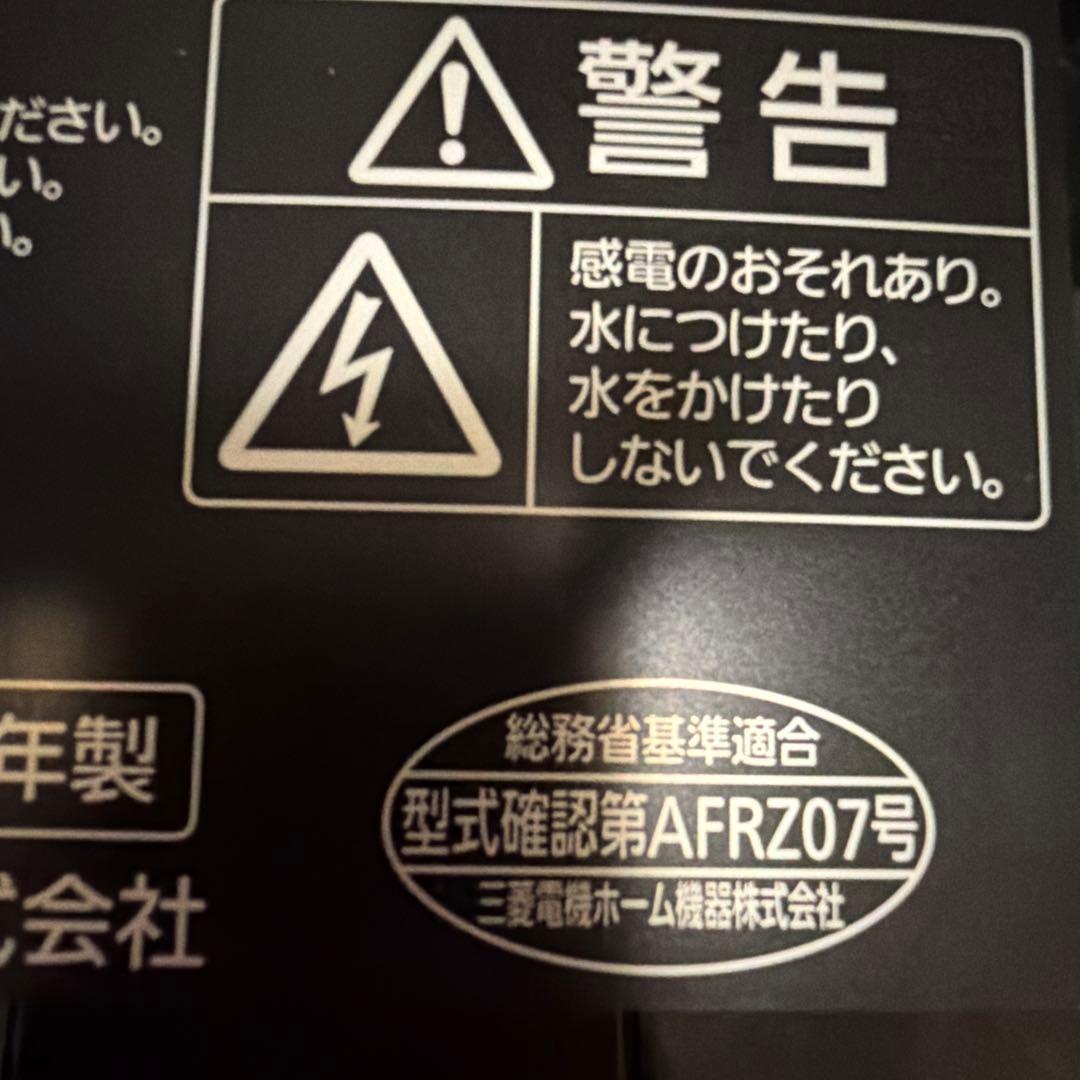 ださい。
い。
い。
警告
感電のおそれあり。
水につけたり、
水をかけたり
しないでください。
年製
式会社
総務省基準適合
型式確認第AFRZ07号
三菱電機ホーム機器株式会社